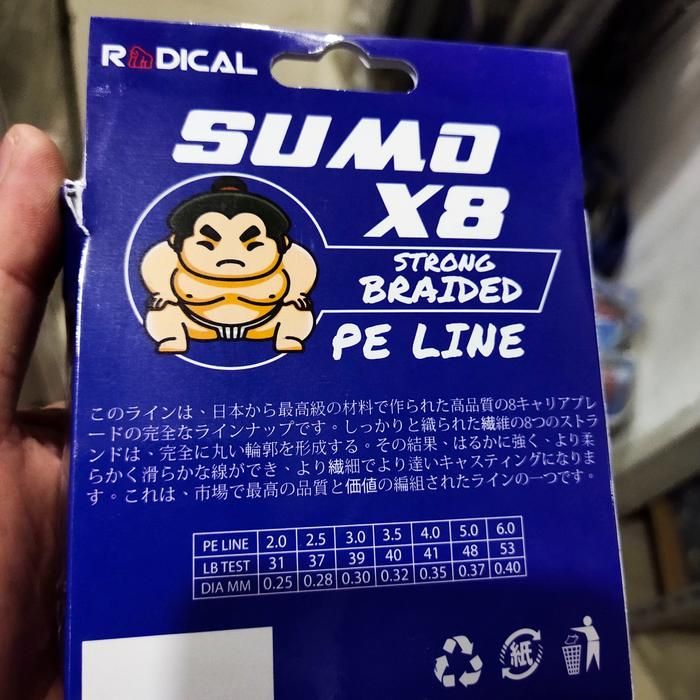 RADICAL
SUMO
X8
STRONG
BRAIDED
PE LINE
このラインは、日本から最高級の材料で作られた高品質の8キャリアブレ
ードの完全なラインナップです。しっかりと織られた繊維の8つのストラ
ンドは、完全に丸い輪郭を形成する。その結果、はるかに強く、より柔
らかく滑らかな線ができ、より繊細でより遠いキャスティングになりま
す。これは、市場で最高の品質と価値の編組されたラインの一つです。
PE LINE 2.0 2.5 3.0 3.5 4.0 5.0 6.0
LB TEST 31 37 39 40 41 48 53
DIA MM 0.25 0.28 0.30 0.32 0.35 0.37 0.40
紙